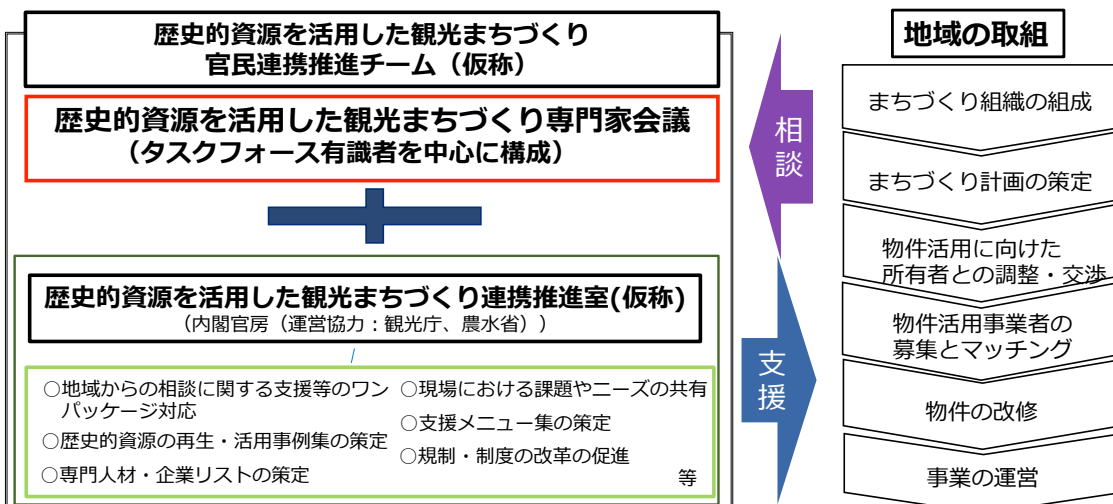 歴史的資源を活用した観光まちづくり
官民連携推進チーム（仮称）
歴史的資源を活用した観光まちづくり専門家会議
（タスクフォース有識者を中心に構成）
歴史的資源を活用した観光まちづくり連携推進室(仮称)
（内閣官房（運営協力：観光庁、農水省））
○地域からの相談に関する支援等のワン
パッケージ対応
○歴史的資源の再生・活用事例集の策定
○専門人材・企業リストの策定
○現場における課題やニーズの共有
○支援メニュー集の策定
○規制・制度の改革の促進
等
相談
支援
地域の取組
まちづくり組織の組成
まちづくり計画の策定
物件活用に向けた
所有者との調整・交渉
物件活用事業者の
募集とマッチング
物件の改修
事業の運営